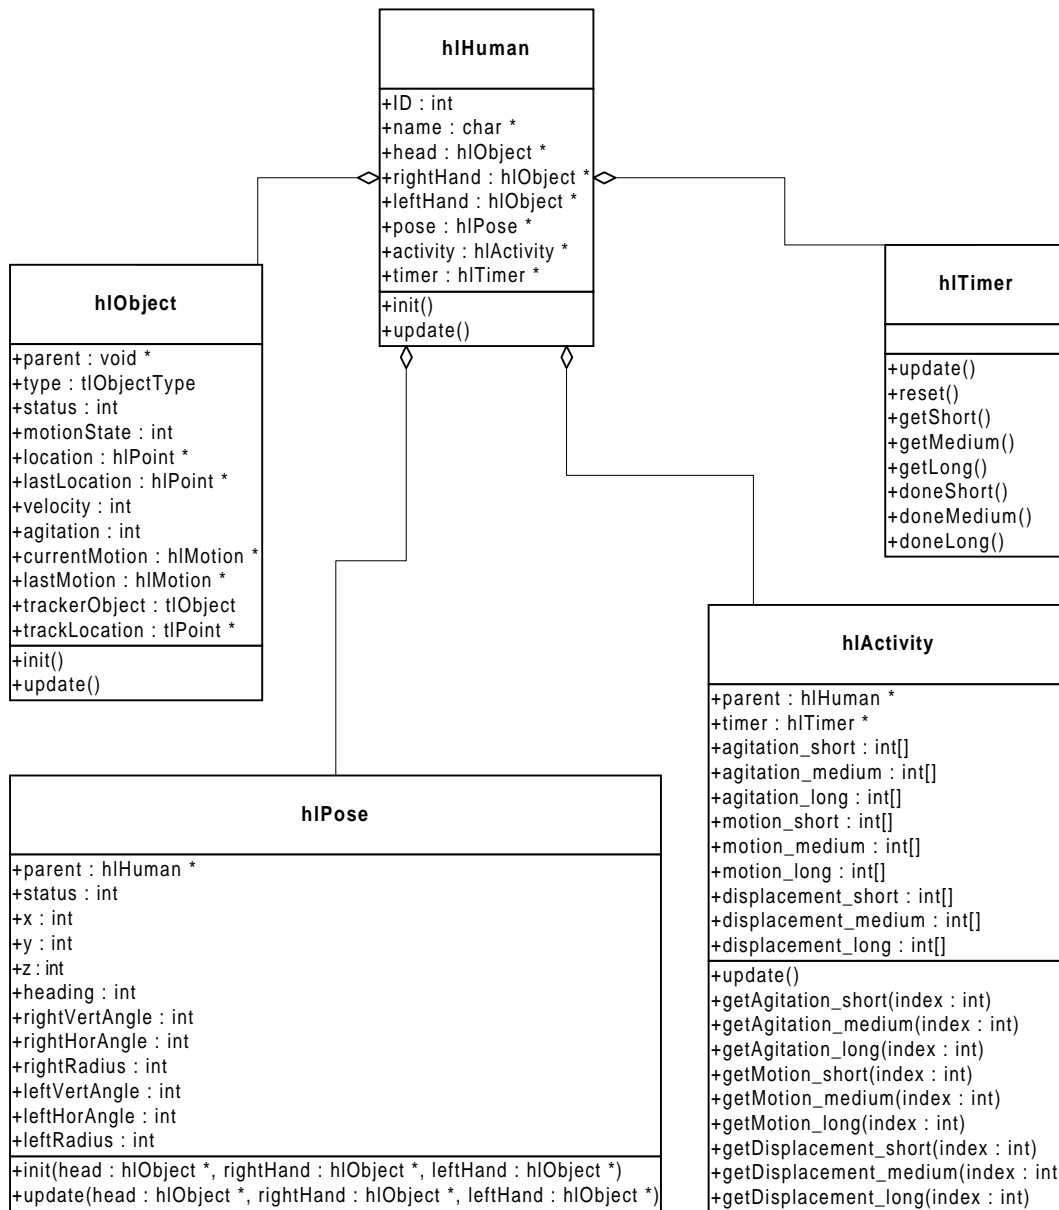 hlHuman
+ID : int
+name : char *
+head : hlObject *
+rightHand : hlObject *
+leftHand : hlObject *
+pose : hlPose *
+activity : hlActivity *
+timer : hlTimer *
+init()
+update()
hlObject
+parent : void *
+type : tlObjectType
+status : int
+motionState : int
+location : hlPoint *
+lastLocation : hlPoint *
+velocity : int
+agitation : int
+currentMotion : hlMotion *
+lastMotion : hlMotion *
+trackerObject : tlObject
+trackLocation : tlPoint *
+init()
+update()
hlTimer
+update()
+reset()
+getShort()
+getMedium()
+getLong()
+doneShort()
+doneMedium()
+doneLong()
hlPose
+parent : hlHuman *
+status : int
+x : int
+y : int
+z : int
+heading : int
+rightVertAngle : int
+rightHorAngle : int
+rightRadius : int
+leftVertAngle : int
+leftHorAngle : int
+leftRadius : int
+init(head : hlObject *, rightHand : hlObject *, leftHand : hlObject *)
+update(head : hlObject *, rightHand : hlObject *, leftHand : hlObject *)
hlActivity
+parent : hlHuman *
+timer : hlTimer *
+agitation_short : int[]
+agitation_medium : int[]
+agitation_long : int[]
+motion_short : int[]
+motion_medium : int[]
+motion_long : int[]
+displacement_short : int[]
+displacement_medium : int[]
+displacement_long : int[]
+update()
+getAgitation_short(index : int)
+getAgitation_medium(index : int)
+getAgitation_long(index : int)
+getMotion_short(index : int)
+getMotion_medium(index : int)
+getMotion_long(index : int)
+getDisplacement_short(index : int)
+getDisplacement_medium(index : int
+getDisplacement_long(index : int)